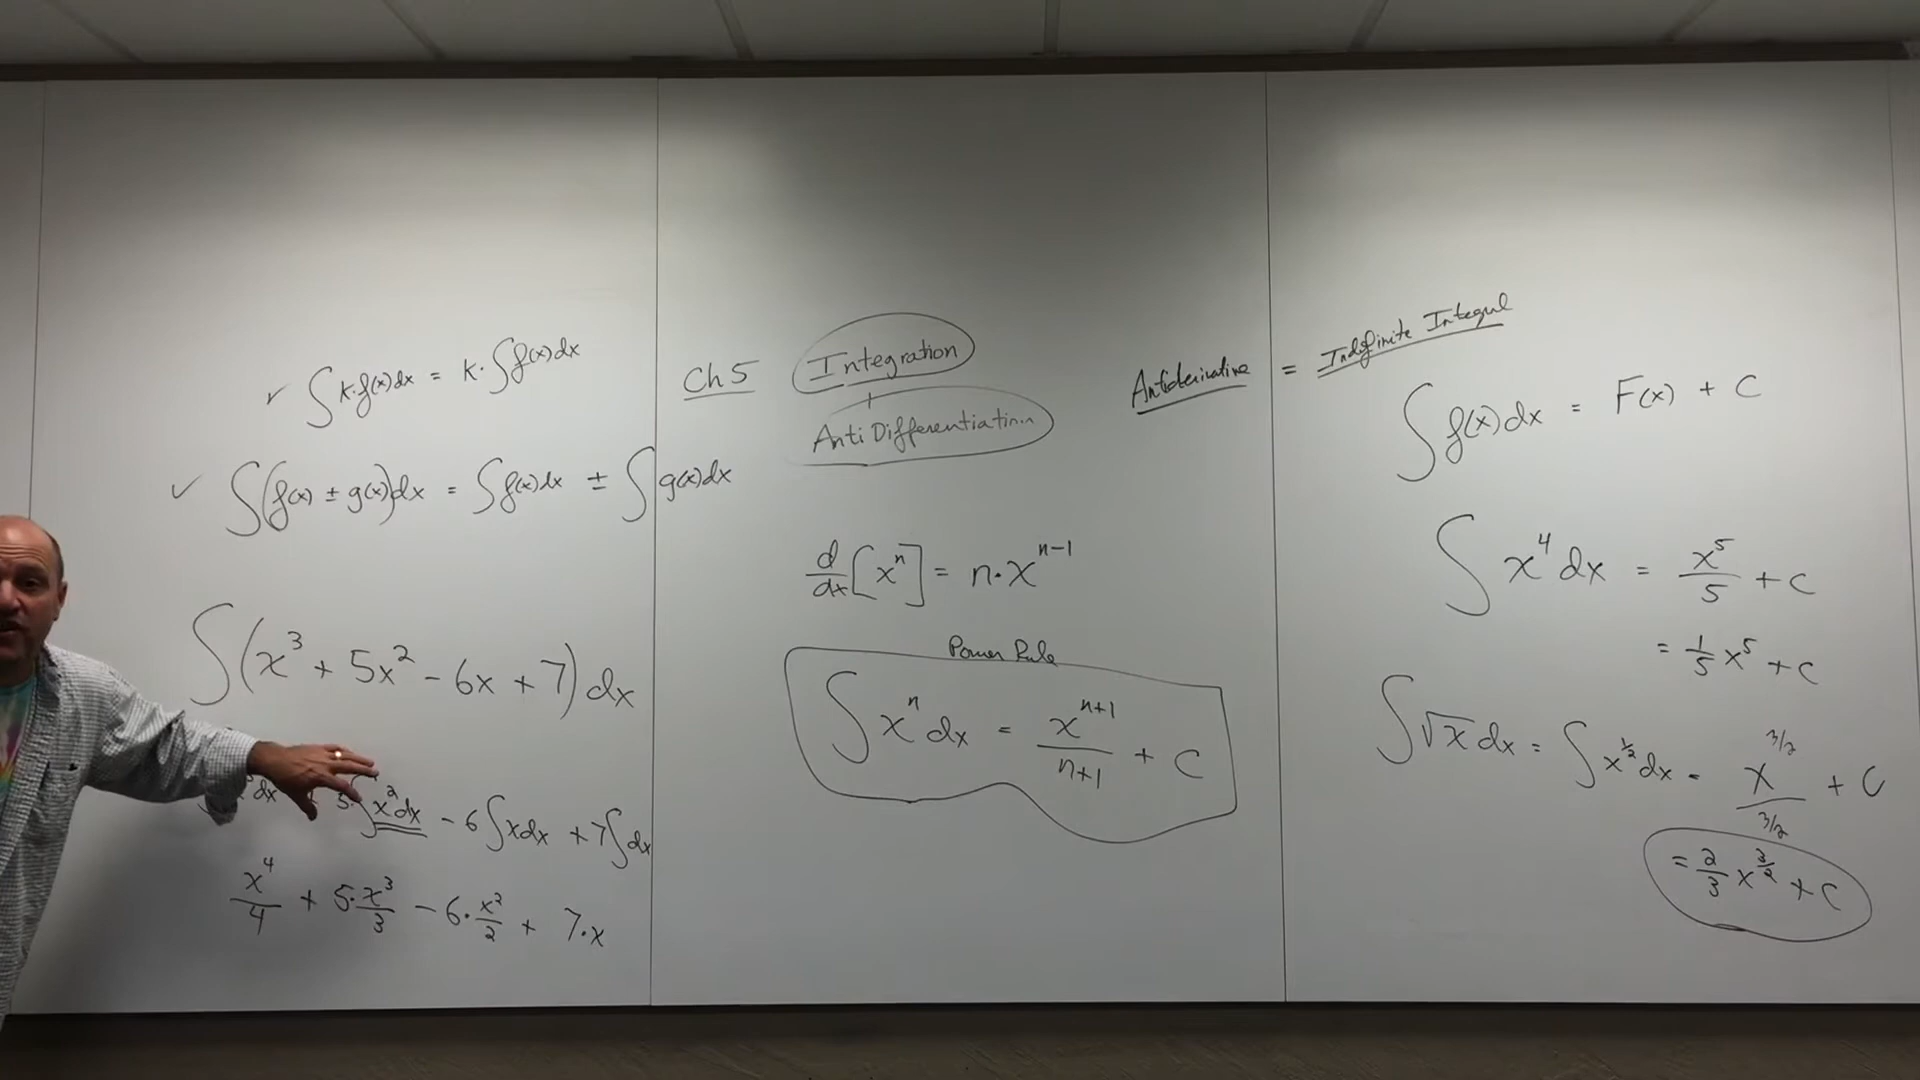 ✓ ∫ k·f(x)dx = k·∫ f(x)dx
✓ ∫(f(x) ± g(x))dx = ∫ f(x)dx ± ∫ g(x)dx
∫(x³ + 5x² - 6x + 7)dx
∫ x²dx - 6∫xdx + 7∫dx
x⁴/4 + 5·x³/3 - 6·x²/2 + 7·x
Ch 5 Integration
+
Anti Differentiation
d/dx[xⁿ] = n·xⁿ⁻¹
Power Rule
∫ xⁿdx = xⁿ⁺¹/n+1 + C
Antiderivative = Indefinite Integral
∫ f(x)dx = F(x) + C
∫ x⁴dx = x⁵/5 + C
= 1/5 x⁵ + C
∫√x dx = ∫ x^½ dx = x^3/2 / 3/2 + C
= 2/3 x^3/2 + C